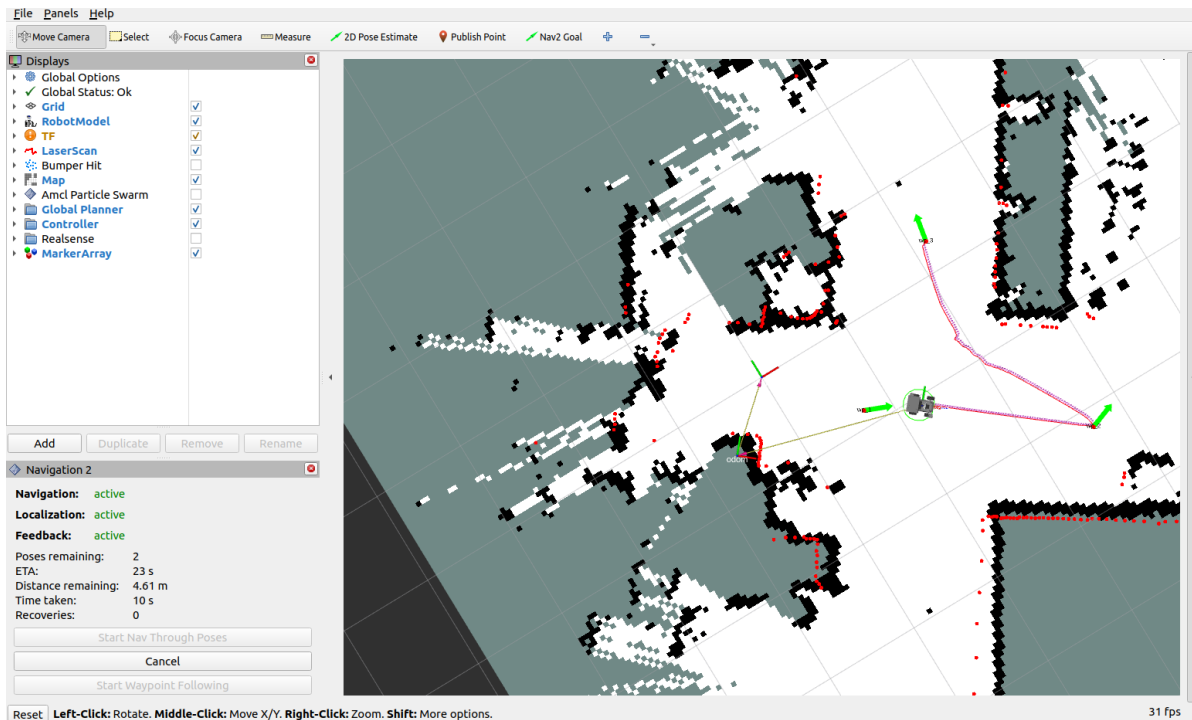 File Panels Help
Move Camera Select Focus Camera Measure 2D Pose Estimate Publish Point Nav2 Goal
Displays
Global Options
Global Status: Ok
Grid
RobotModel
TF
LaserScan
Bumper Hit
Map
Amcl Particle Swarm
Global Planner
Controller
Realsense
MarkerArray
Add Duplicate Remove Rename
Navigation 2
Navigation: active
Localization: active
Feedback: active
Poses remaining: 2
ETA: 23 s
Distance remaining: 4.61 m
Time taken: 10 s
Recoveries: 0
Start Nav Through Poses
Cancel
Start Waypoint Following
odom
Reset Left-Click: Rotate. Middle-Click: Move X/Y. Right-Click: Zoom. Shift: More options. 31 fps